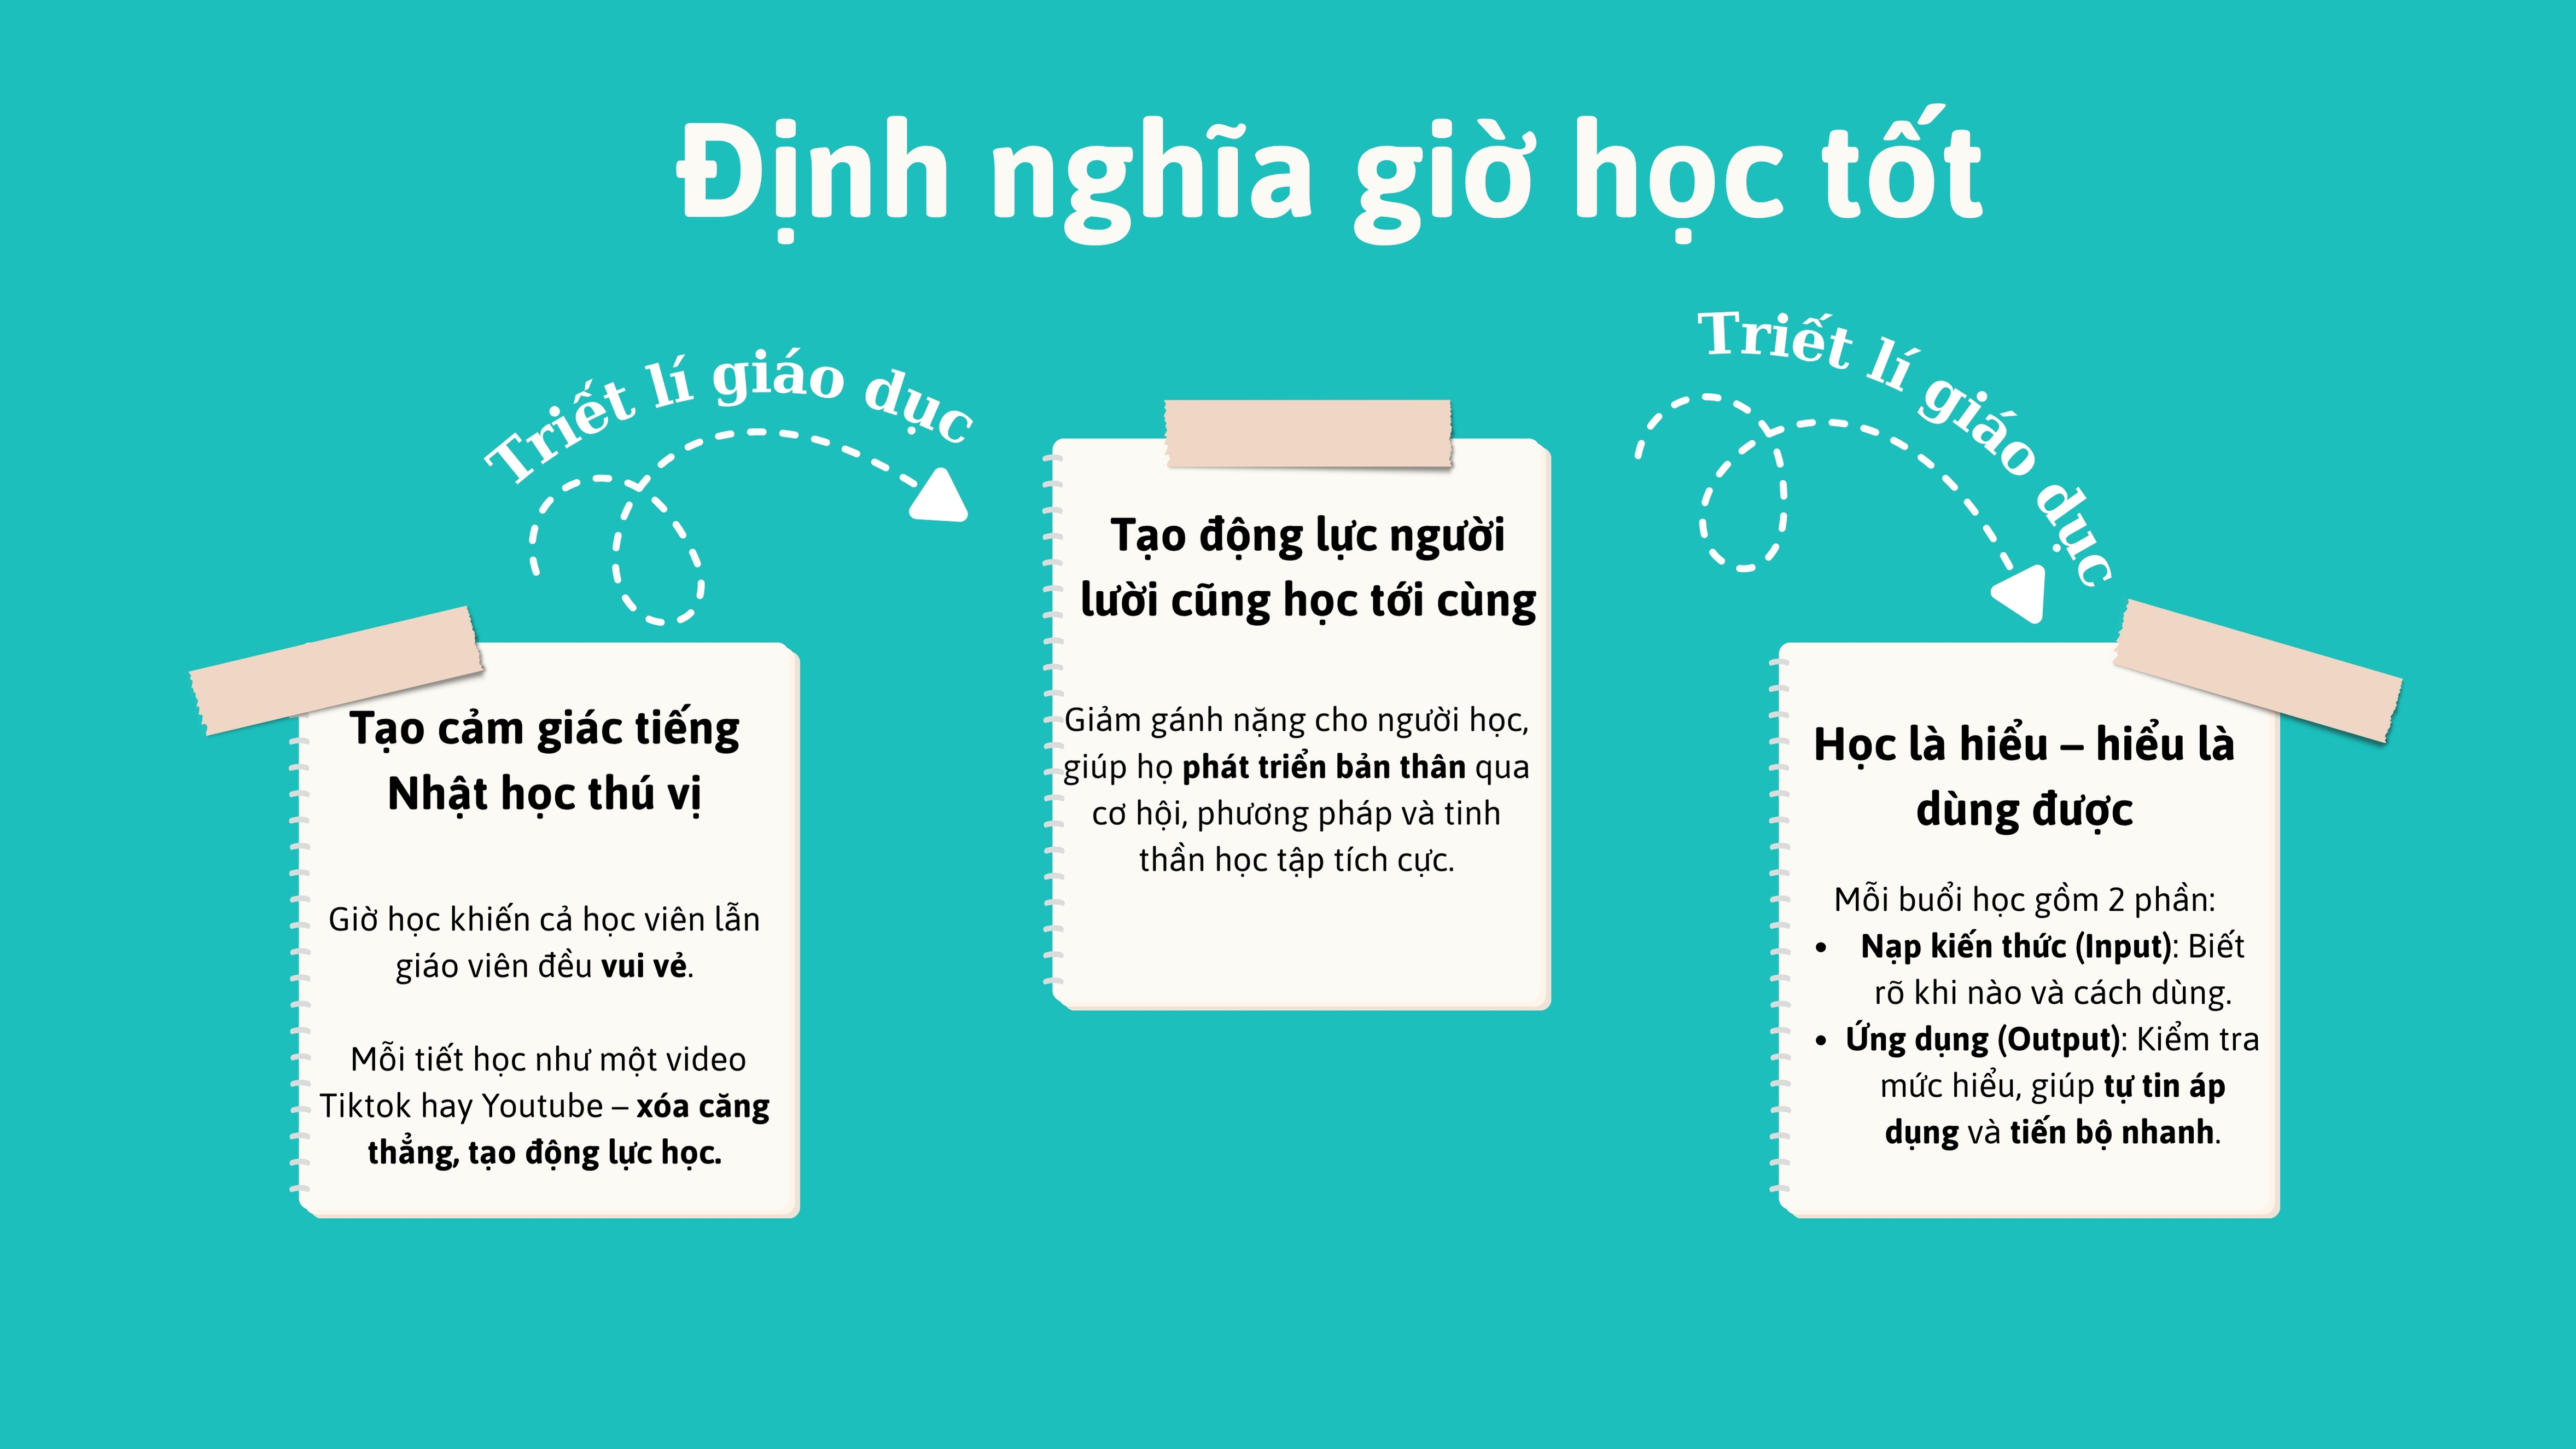 Định nghĩa giờ học tốt
Triết lí giáo dục
Triết lí giáo dục
Tạo cảm giác tiếng
Nhật học thú vị
Giờ học khiến cả học viên lẫn
giáo viên đều vui vẻ.
Mỗi tiết học như một video
Tiktok hay Youtube – xóa căng
thẳng, tạo động lực học.
Tạo động lực người
lười cũng học tới cùng
Giảm gánh nặng cho người học,
giúp họ phát triển bản thân qua
cơ hội, phương pháp và tinh
thần học tập tích cực.
Học là hiểu – hiểu là
dùng được
Mỗi buổi học gồm 2 phần:
• Nạp kiến thức (Input): Biết
rõ khi nào và cách dùng.
• Ứng dụng (Output): Kiểm tra
mức hiểu, giúp tự tin áp
dụng và tiến bộ nhanh.